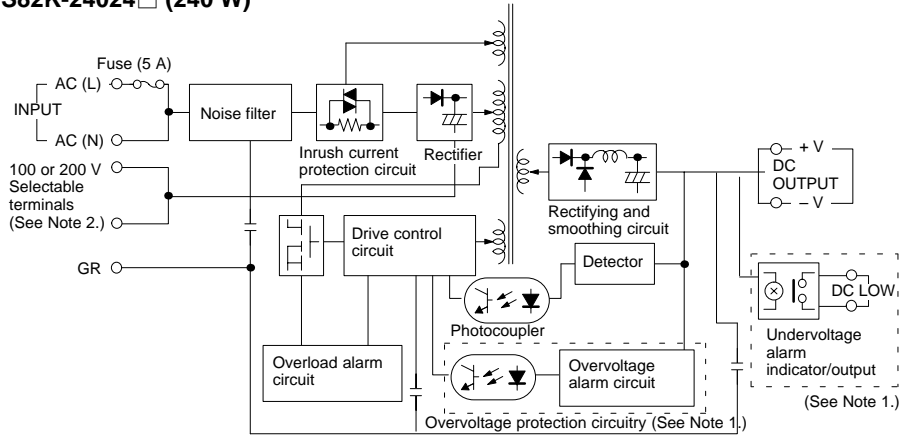 S82K-24024□ (240 W)
Fuse (5 A)
AC (L)
INPUT
AC (N)
Noise filter
Inrush current
protection circuit
Rectifier
100 or 200 V
Selectable
terminals
(See Note 2.)
GR
Drive control
circuit
Rectifying and
smoothing circuit
+ V
DC
OUTPUT
– V
Detector
Photocoupler
DC LOW
Undervoltage
alarm
indicator/output
(See Note 1.)
Overload alarm
circuit
Overvoltage
alarm circuit
Overvoltage protection circuitry (See Note 1.)